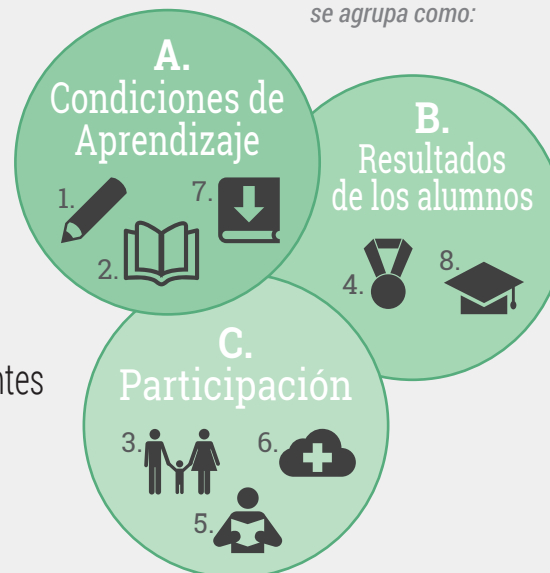 se agrupa como:
A.
Condiciones de
Aprendizaje
1.
7.
2.
B.
Resultados
de los alumnos
4.
8.
ntes
C.
Participación
3.
6.
5.